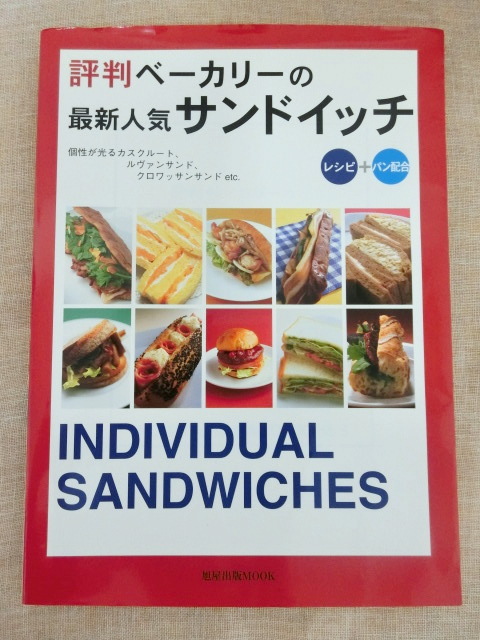 評判ベーカリーの
最新人気サンドイッチ
個性が光るカスクルート、
ルヴァンサンド、
クロワッサンサンド etc.
レシピ+パン配合
INDIVIDUAL
SANDWICHES
旭屋出版MOOK